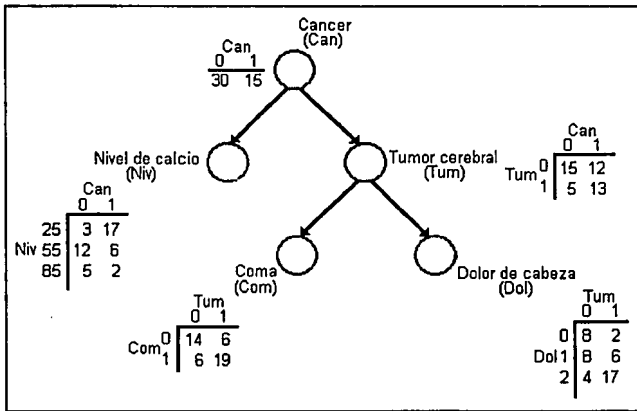 Cancer
(Can)
Can
0 1
30 15
Nivel de calcio
(Niv)
Tumor cerebral
(Tum)
Can
0 1
Tum 0 15 12
1 5 13
Can
0 1
25 3 17
Niv 55 12 6
85 5 2
Coma
(Com)
Dolor de cabeza
(Dol)
Tum
0 1
Com 0 14 6
1 6 19
Tum
0 1
0 8 2
Dol 1 8 6
2 4 17